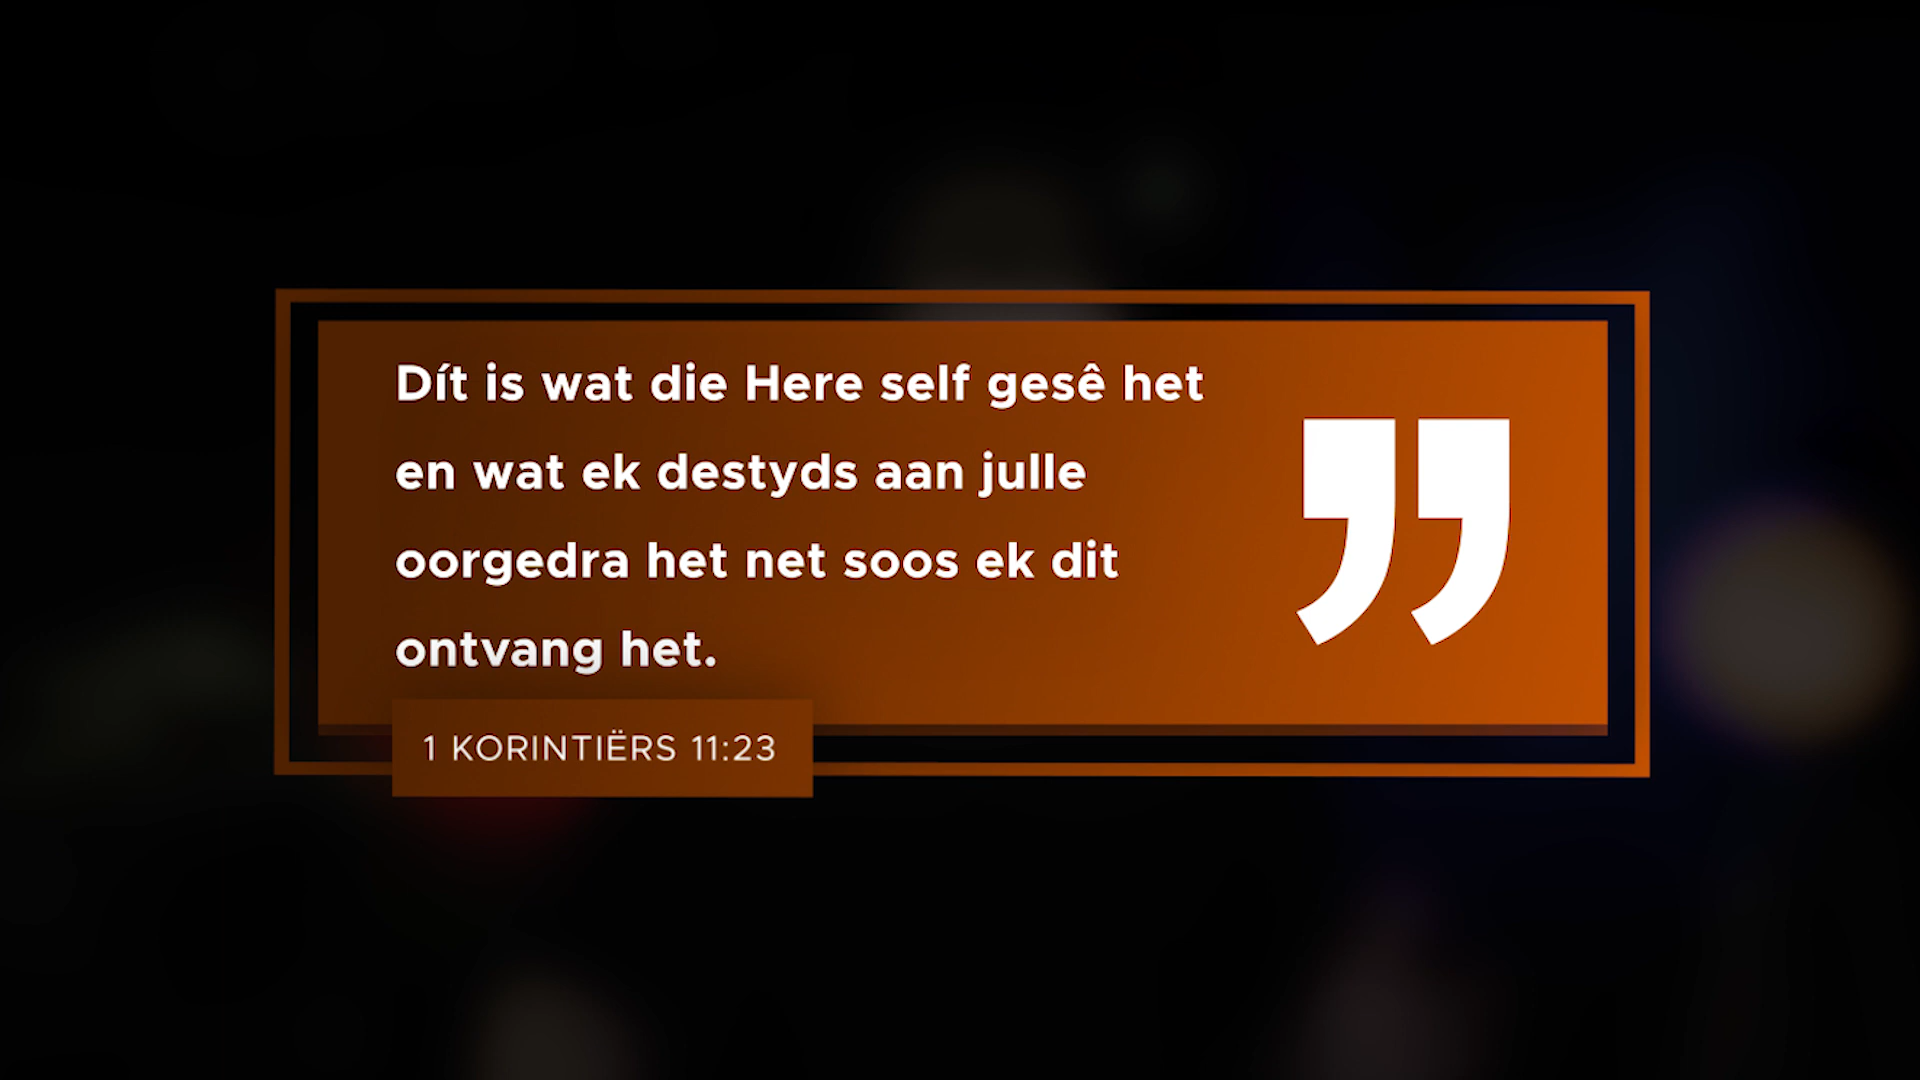 Dít is wat die Here self gesê het
en wat ek destyds aan julle
oorgedra het net soos ek dit
ontvang het.
1 KORINTIËRS 11:23